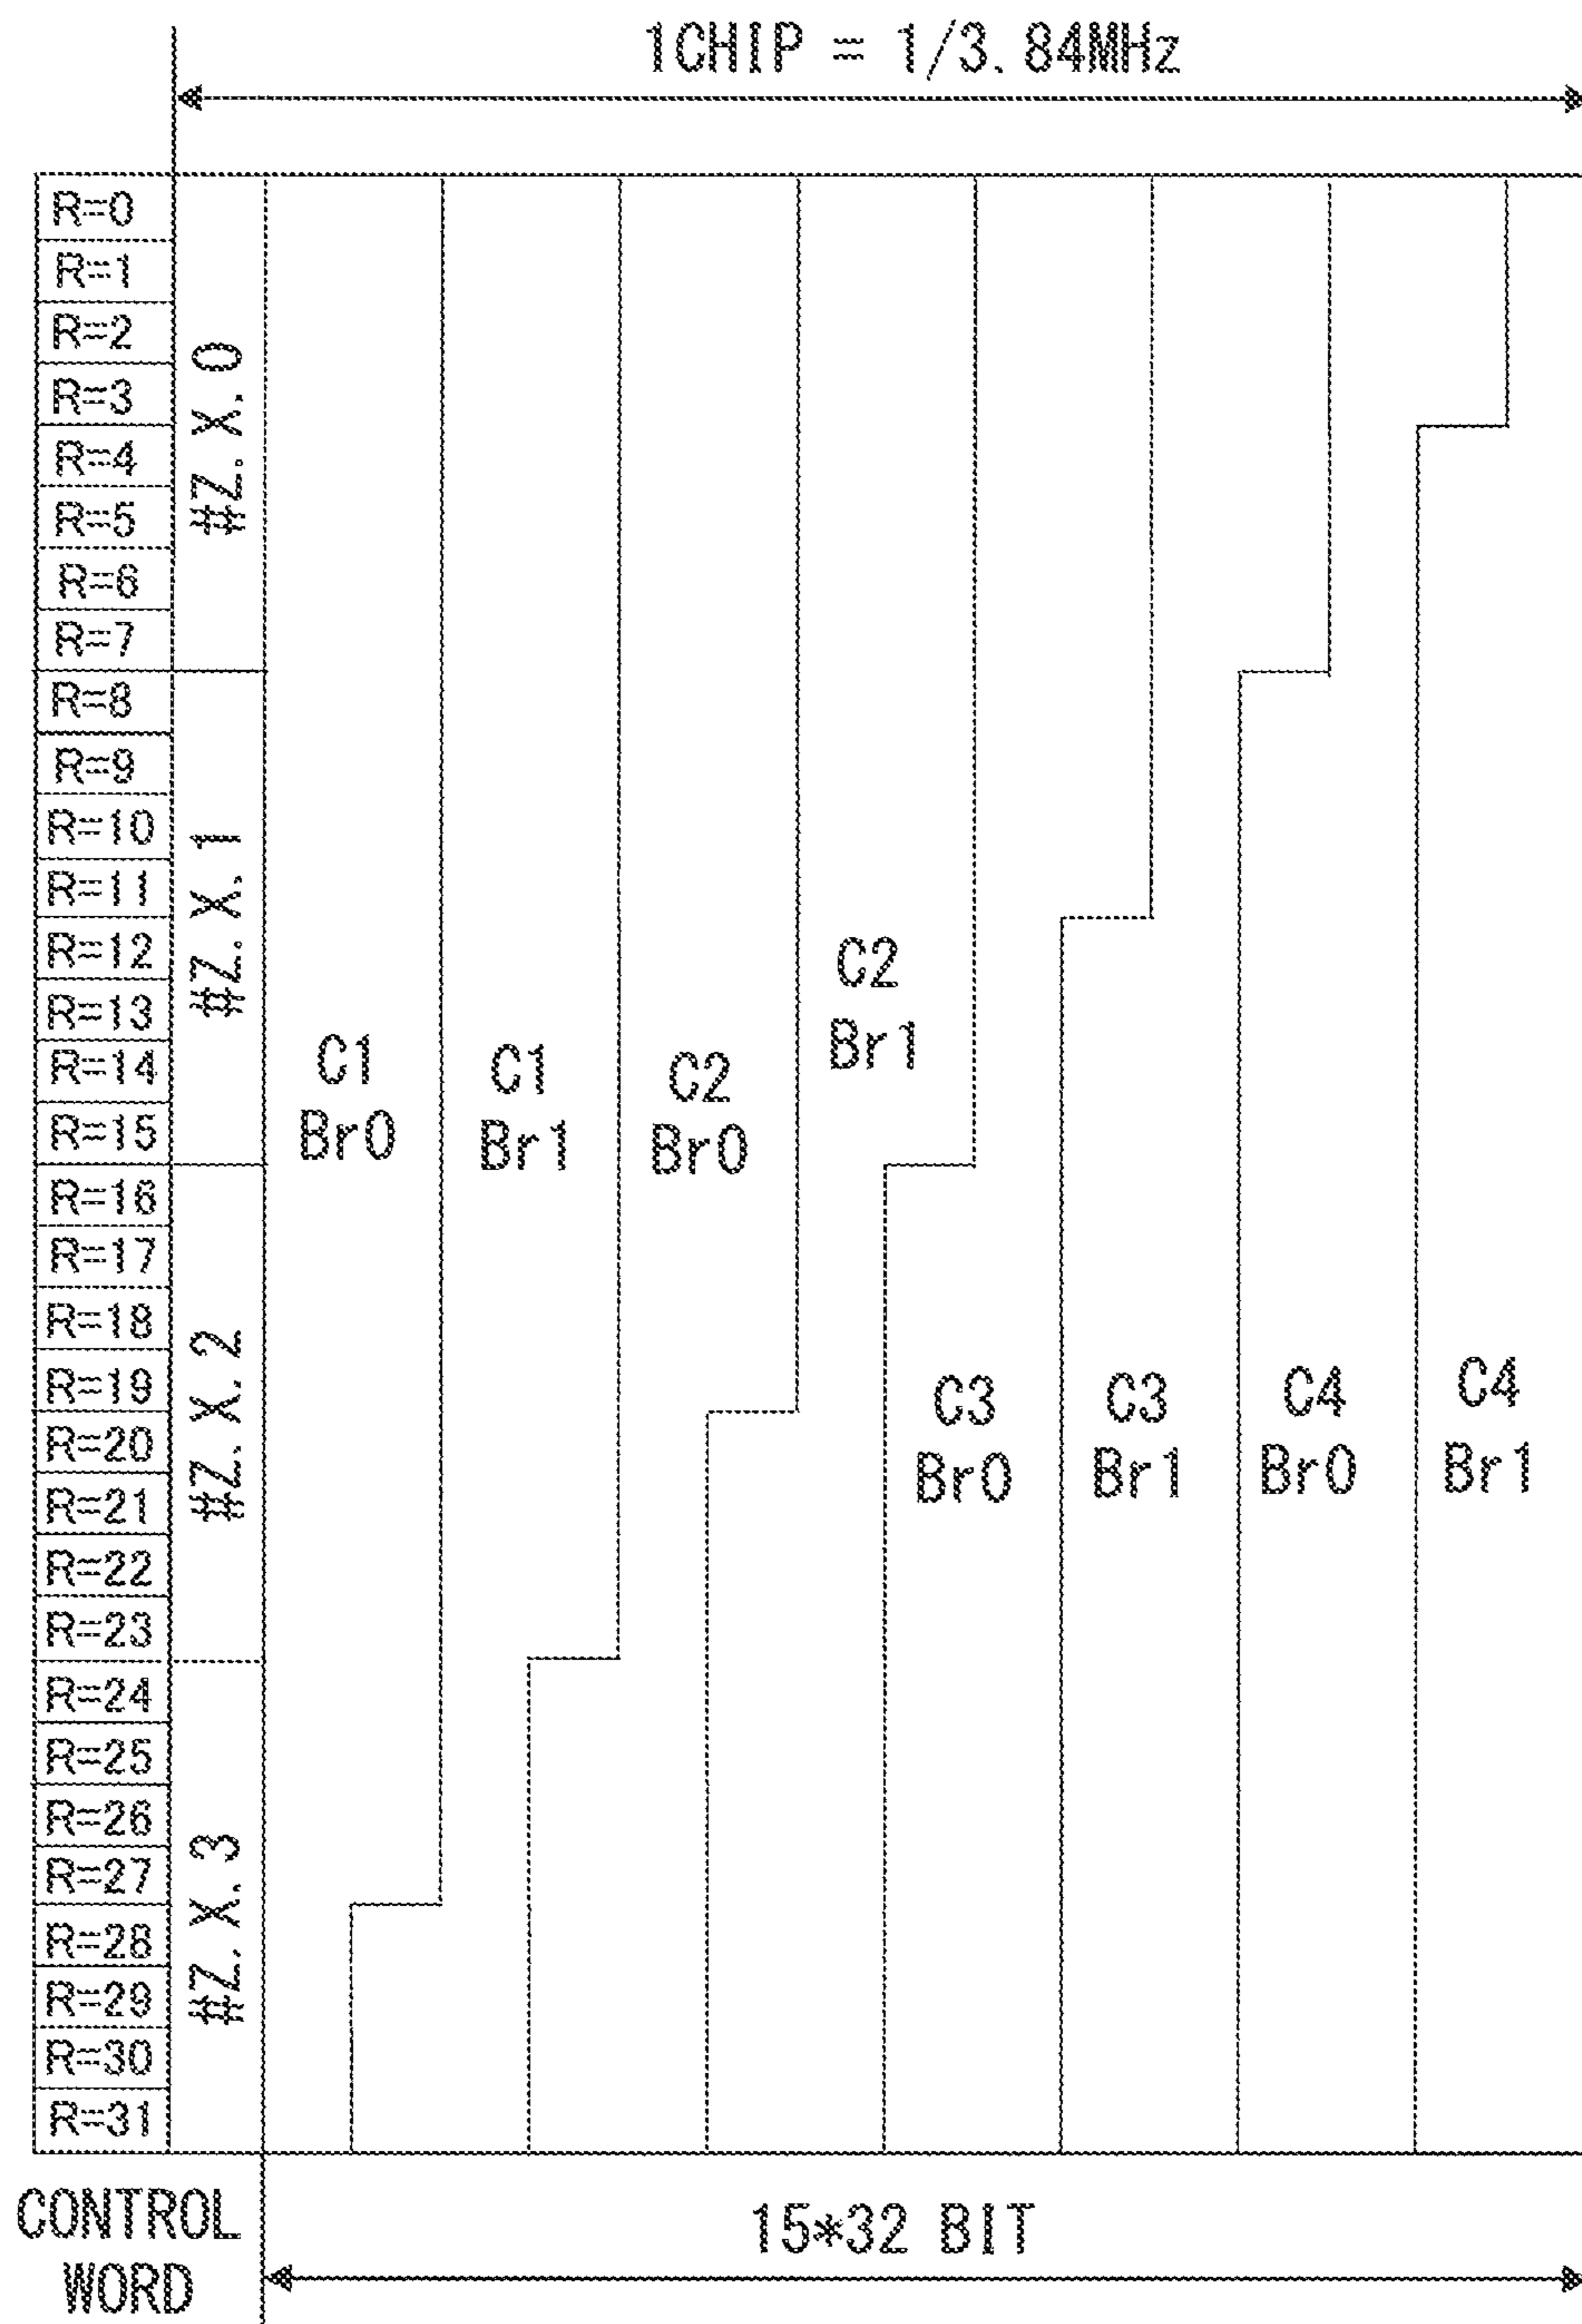 1CHIP = 1/3.84MHz
R=0
R=1
R=2
R=3
R=4
R=5
R=6
R=7
R=8
R=9
R=10
R=11
R=12
R=13
R=14
R=15
R=16
R=17
R=18
R=19
R=20
R=21
R=22
R=23
R=24
R=25
R=26
R=27
R=28
R=29
R=30
R=31
#Z.X.0
#Z.X.1
#Z.X.2
#Z.X.3
C1
Br0
C1
Br1
C2
Br0
C2
Br1
C3
Br0
C3
Br1
C4
Br0
C4
Br1
CONTROL
WORD
15*32 BIT